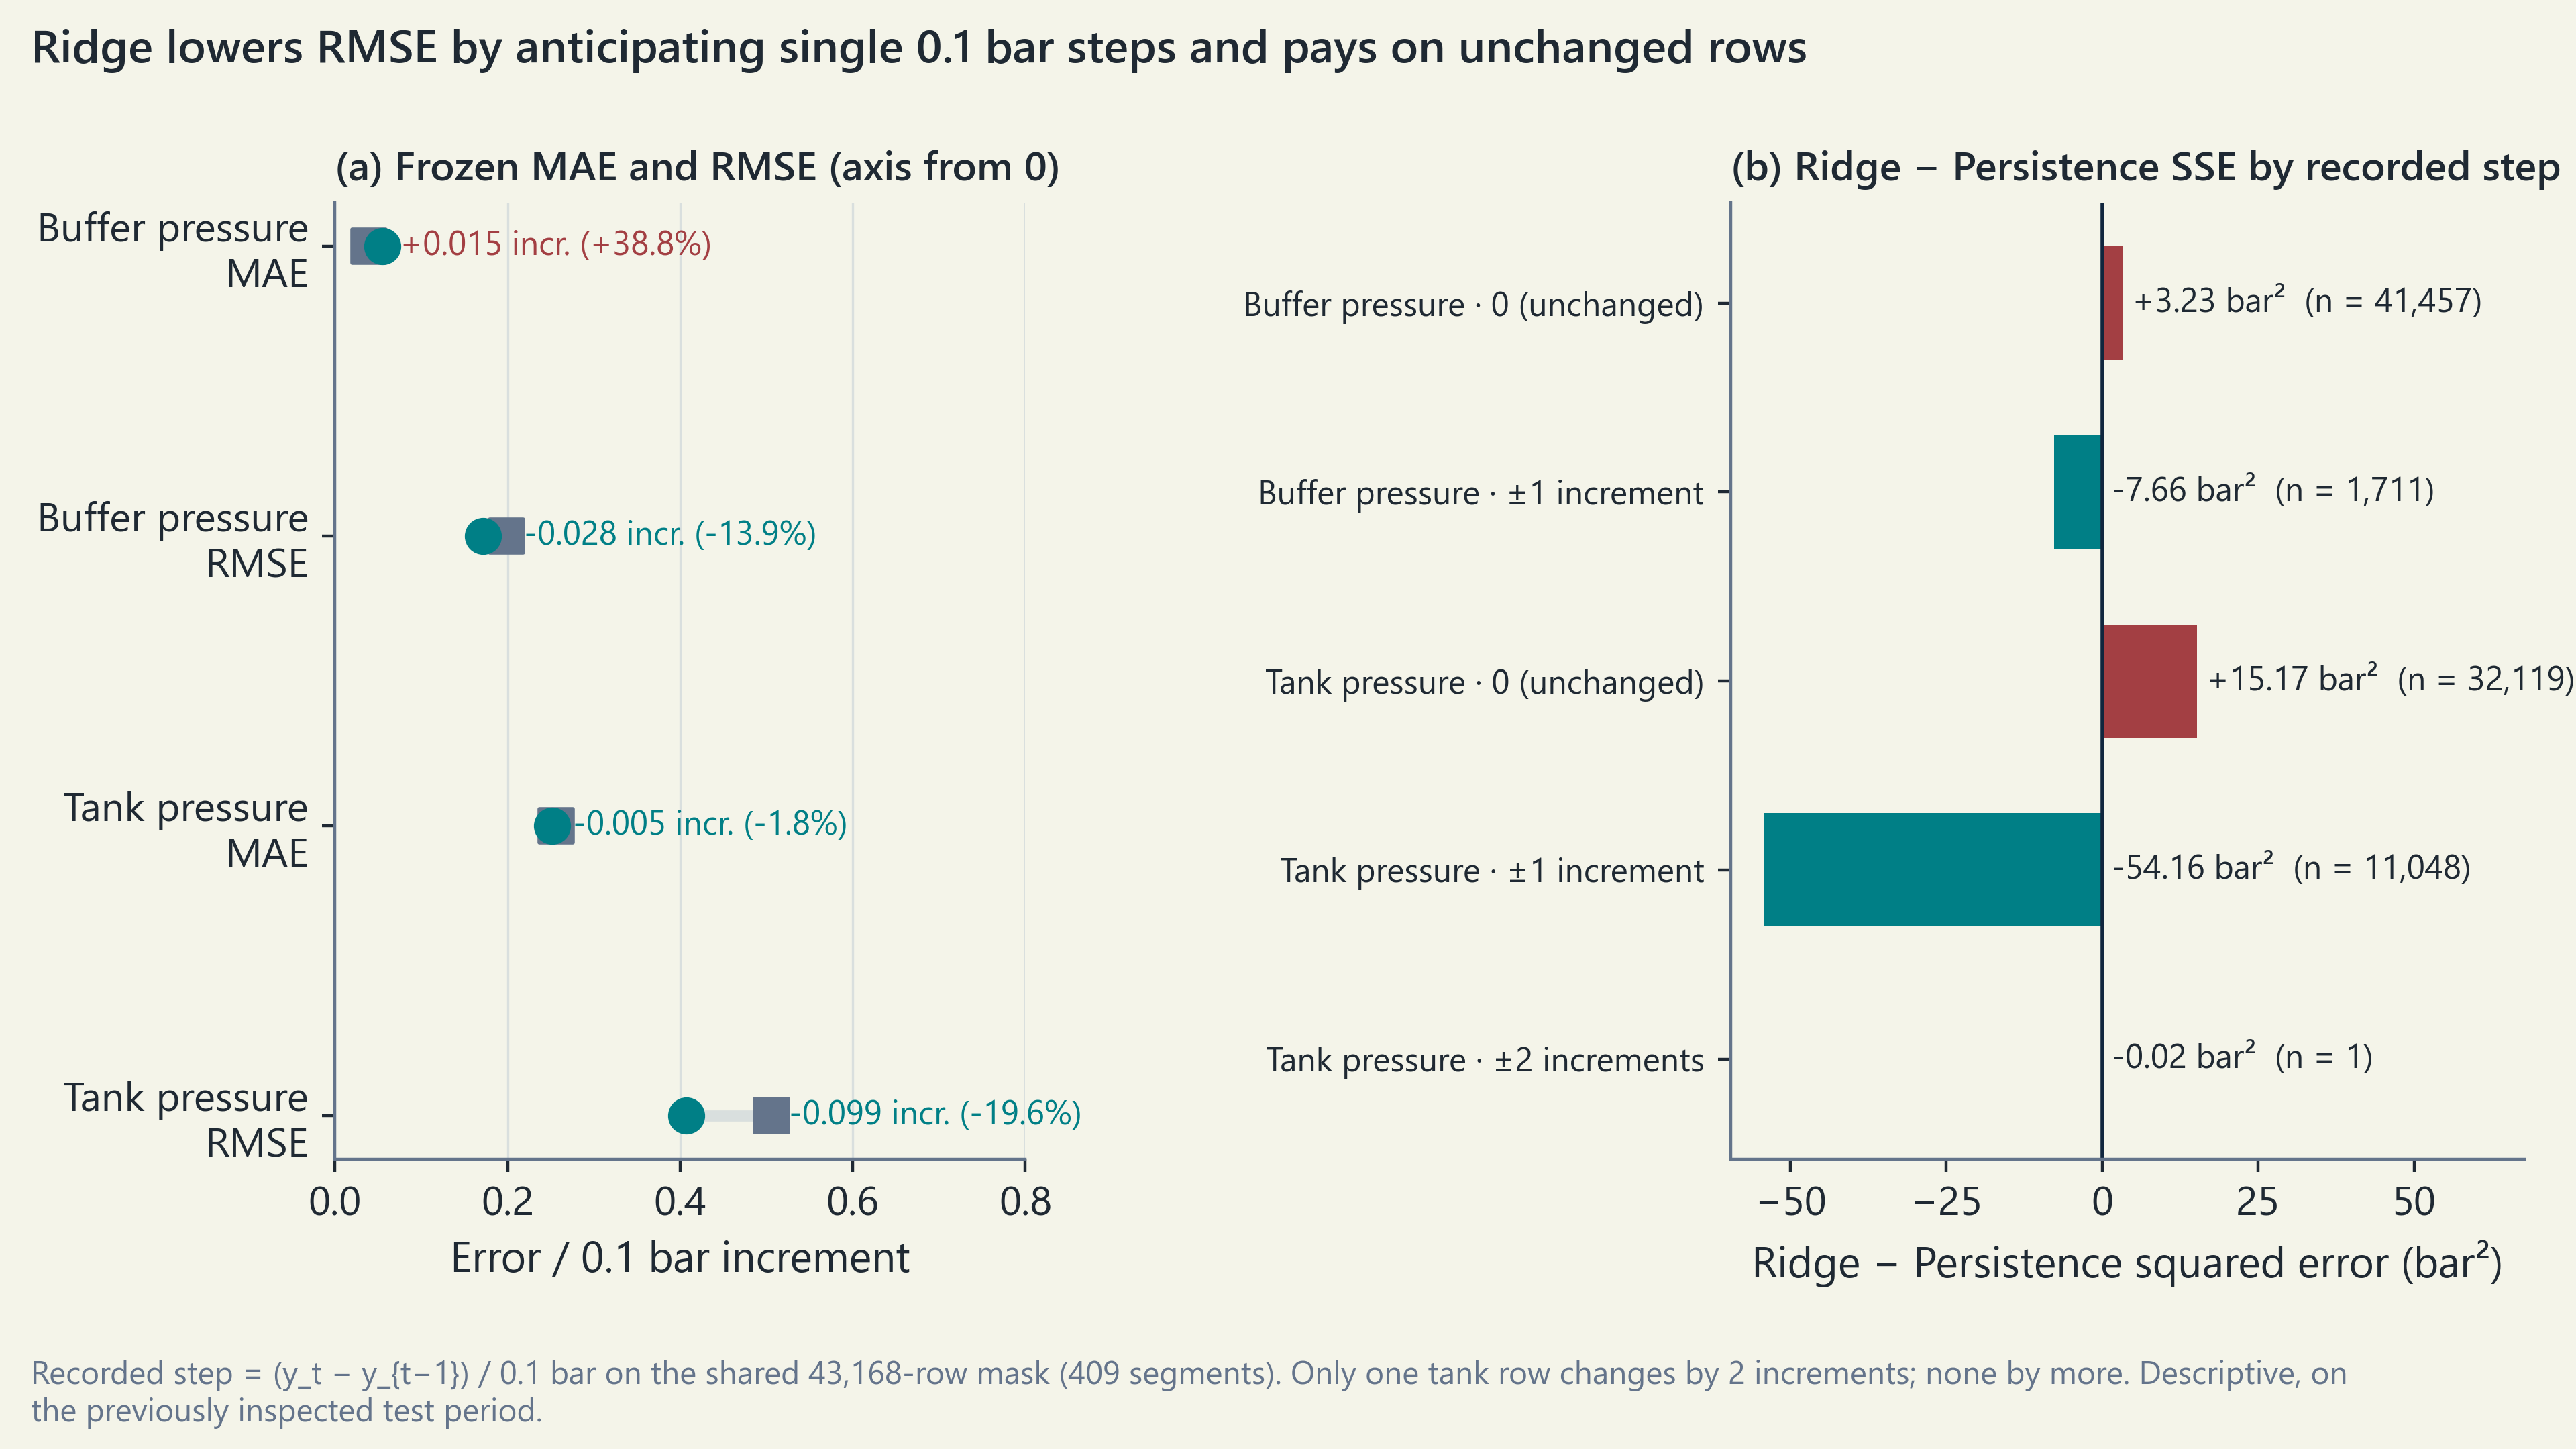 Ridge lowers RMSE by anticipating single 0.1 bar steps and pays on unchanged rows
(a) Frozen MAE and RMSE (axis from 0)
Buffer pressure
MAE
+0.015 incr. (+38.8%)
Buffer pressure
RMSE
-0.028 incr. (-13.9%)
Tank pressure
MAE
-0.005 incr. (-1.8%)
Tank pressure
RMSE
-0.099 incr. (-19.6%)
0.0 0.2 0.4 0.6 0.8
Error / 0.1 bar increment
(b) Ridge − Persistence SSE by recorded step
Buffer pressure · 0 (unchanged)
+3.23 bar² (n = 41,457)
Buffer pressure · ±1 increment
-7.66 bar² (n = 1,711)
Tank pressure · 0 (unchanged)
+15.17 bar² (n = 32,119)
Tank pressure · ±1 increment
-54.16 bar² (n = 11,048)
Tank pressure · ±2 increments
-0.02 bar² (n = 1)
−50 −25 0 25 50
Ridge − Persistence squared error (bar²)
Recorded step = (y_t − y_{t−1}) / 0.1 bar on the shared 43,168-row mask (409 segments). Only one tank row changes by 2 increments; none by more. Descriptive, on
the previously inspected test period.